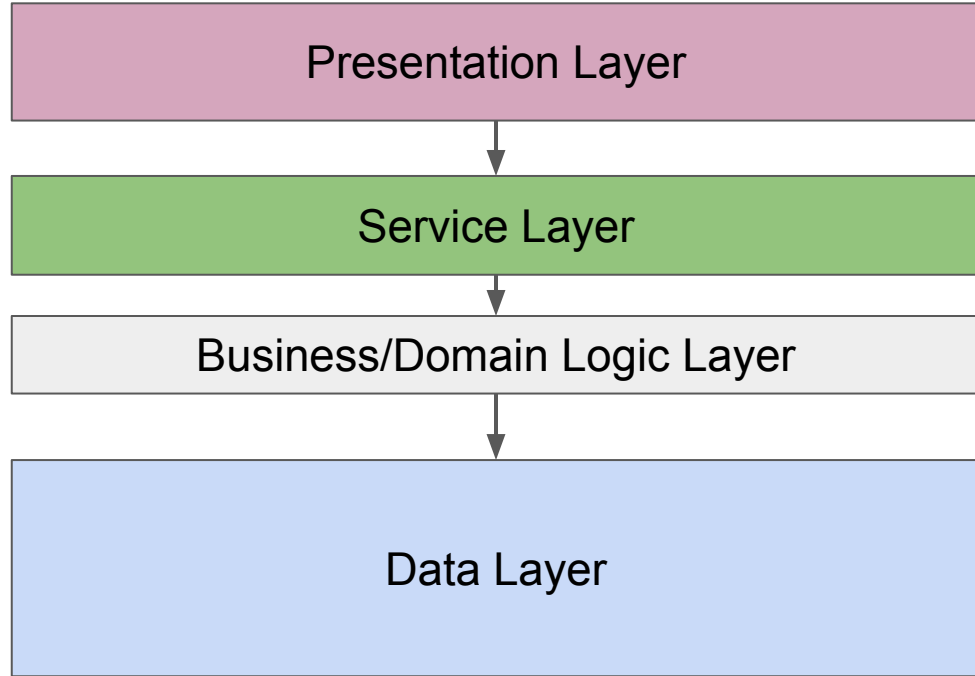 Presentation Layer
Service Layer
Business/Domain Logic Layer
Data Layer